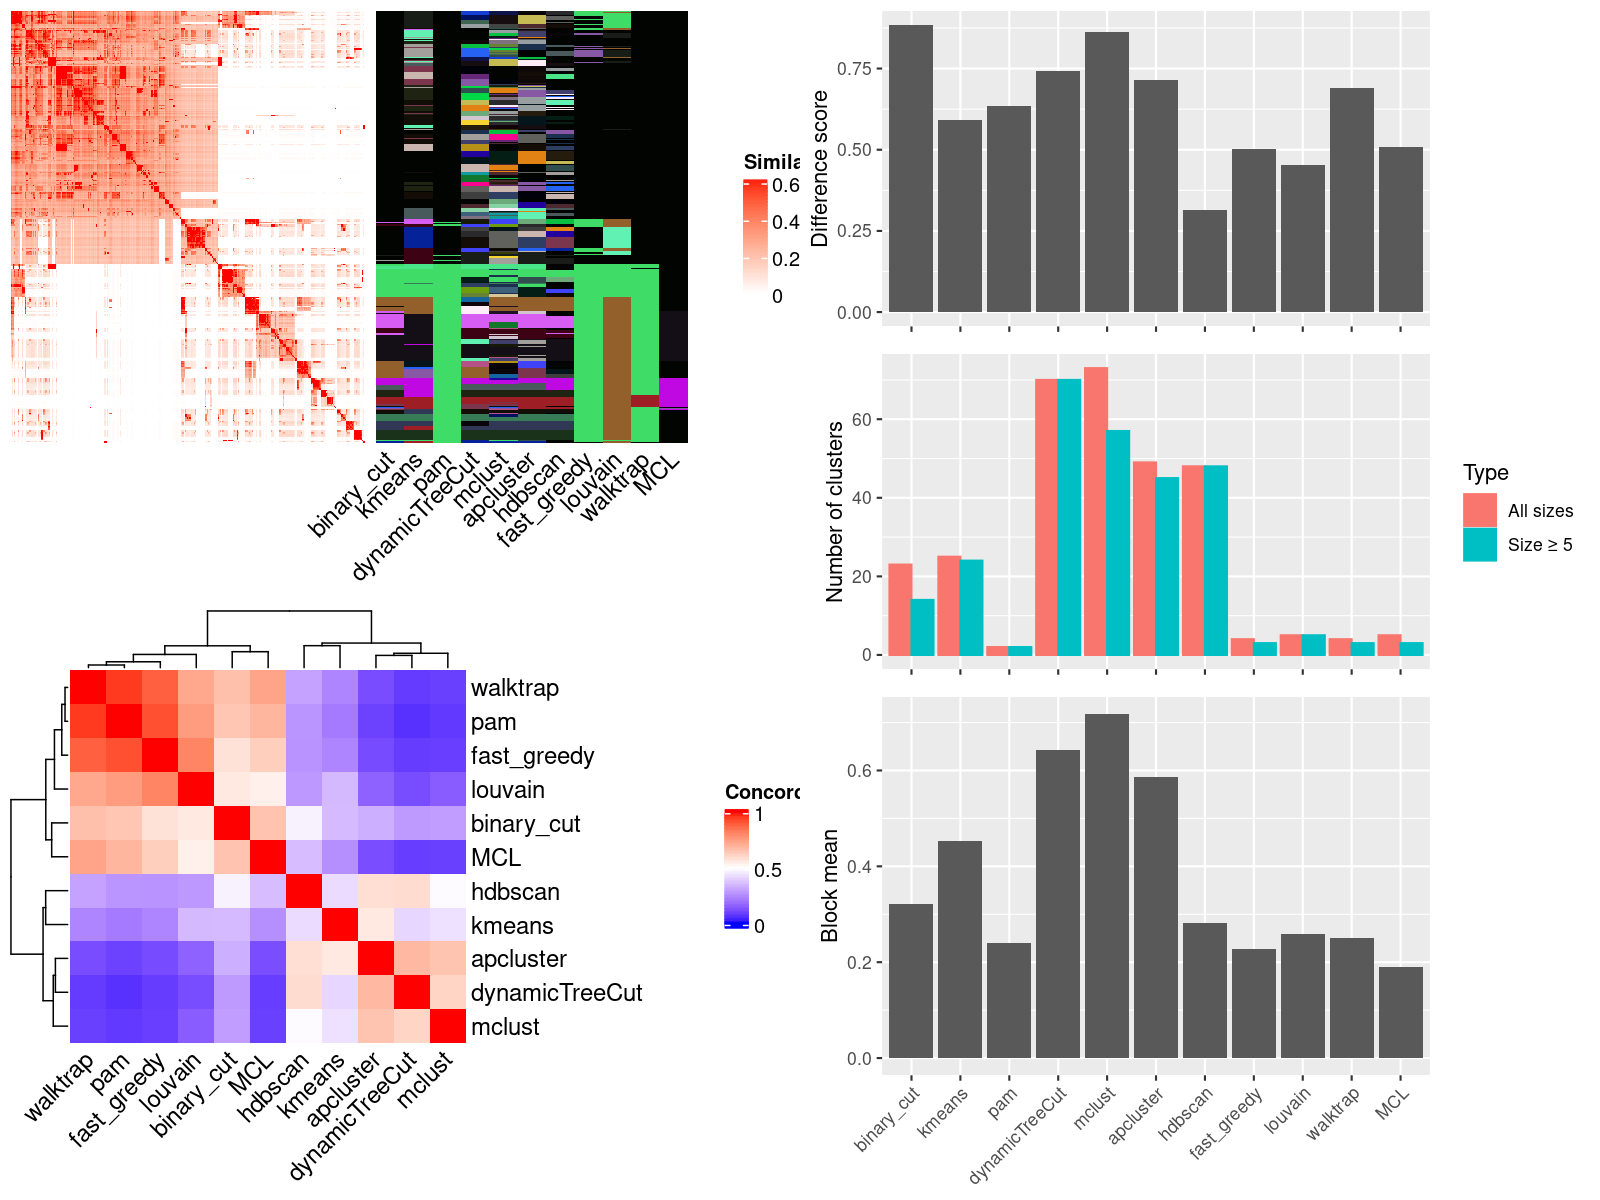 Simila
0.6
0.4
0.2
0
binary_cut
kmeans
pam
dynamicTreeCut
mclust
apcluster
hdbscan
fast_greedy
louvain
walktrap
MCL
walktrap
pam
fast_greedy
louvain
binary_cut
MCL
hdbscan
kmeans
apcluster
dynamicTreeCut
mclust
Concord
1
0.5
0
walktrap
pam
fast_greedy
louvain
binary_cut
MCL
hdbscan
kmeans
apcluster
dynamicTreeCut
mclust
Difference score
0.75
0.50
0.25
0.00
Number of clusters
60
40
20
0
Type
All sizes
Size ≥ 5
Block mean
0.6
0.4
0.2
0.0
binary_cut
kmeans
pam
dynamicTreeCut
mclust
apcluster
hdbscan
fast_greedy
louvain
walktrap
MCL